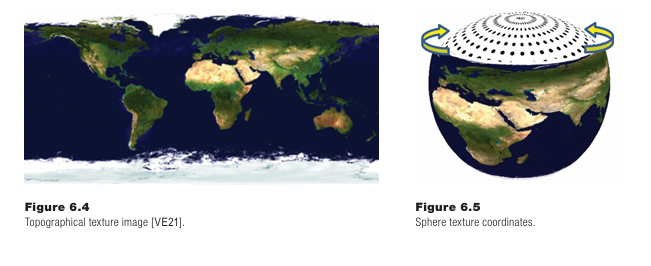 Figure 6.4
Topographical texture image [VE21].
Figure 6.5
Sphere texture coordinates.